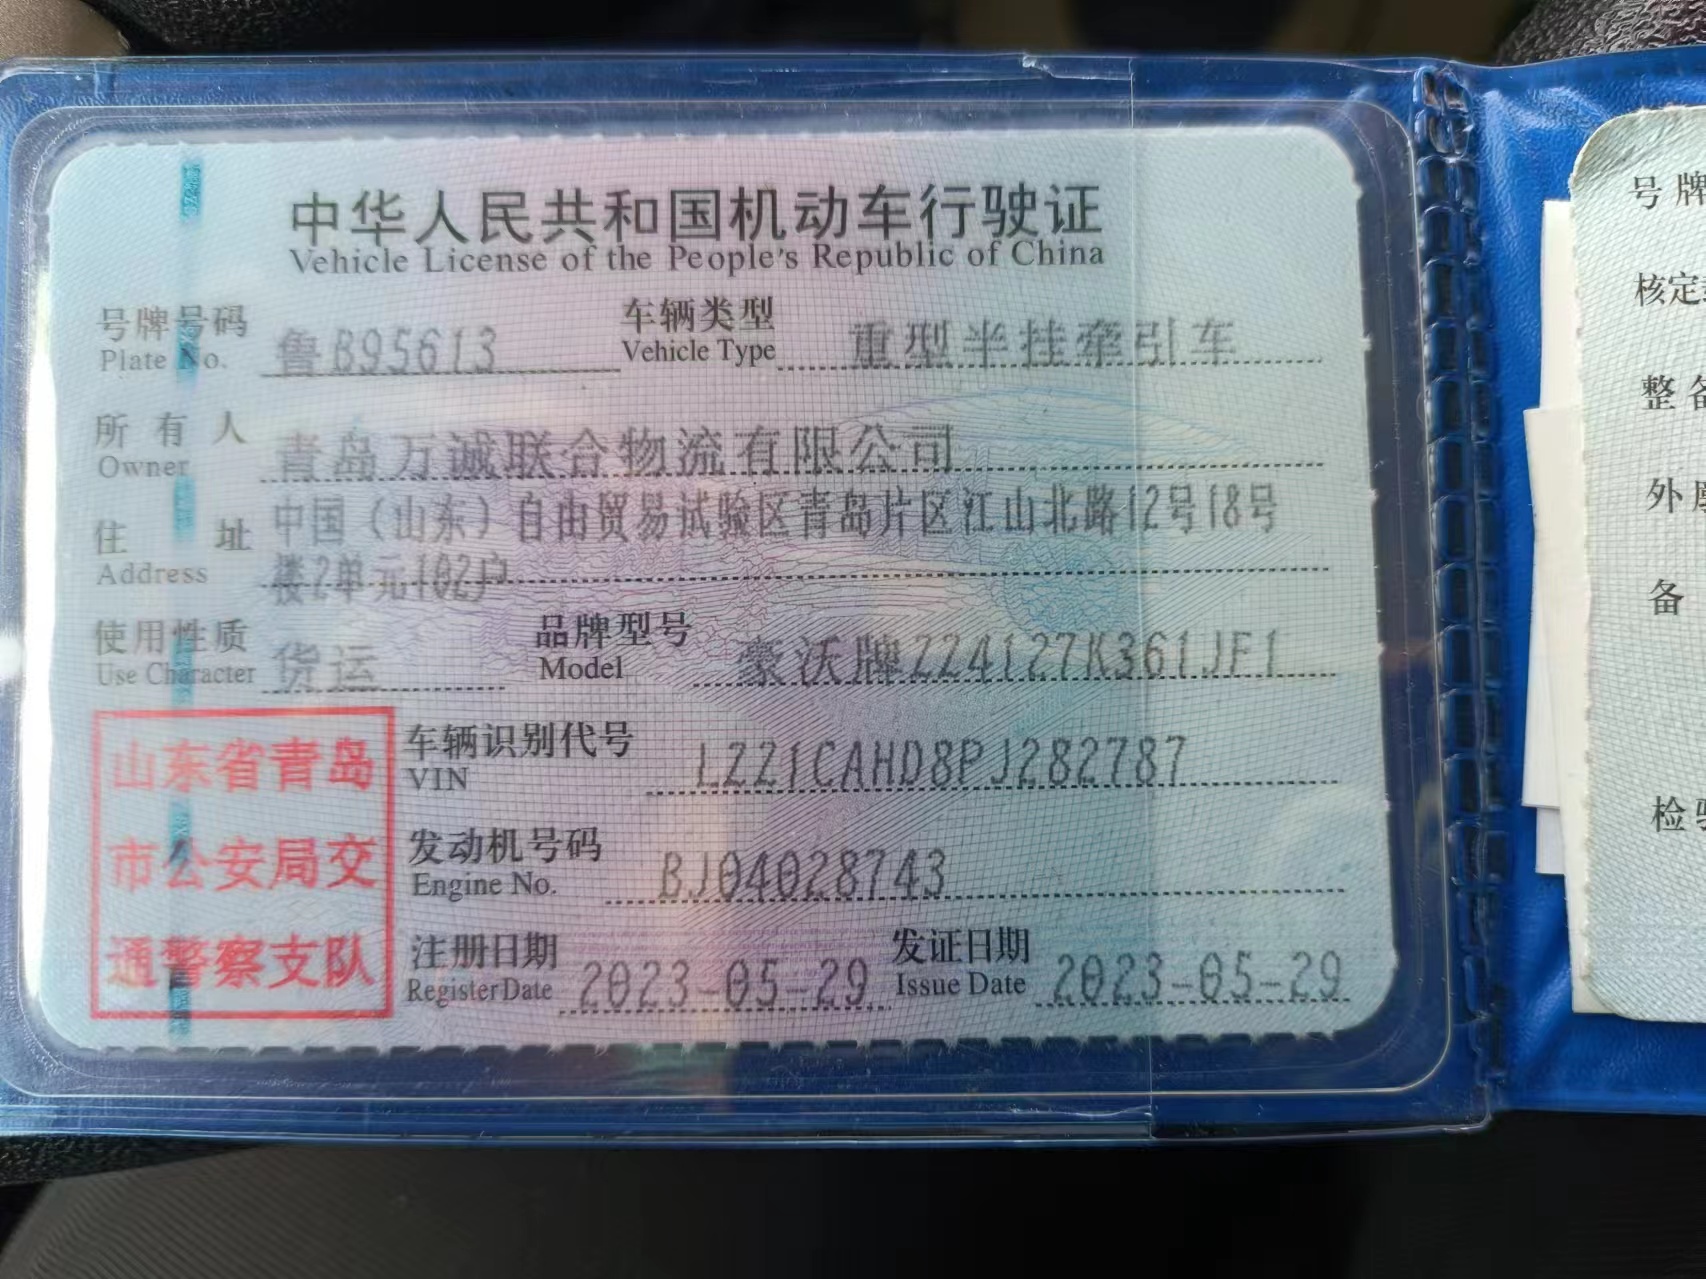 中华人民共和国机动车行驶证
Vehicle License of the People's Republic of China
号牌号码 鲁B95613 车辆类型 重型半挂牵引车
Plate No. Vehicle Type
所有人 青岛万诚联合物流有限公司
Owner
住址 中国（山东）自由贸易试验区青岛片区江山北路12号18号
Address 楼2单元102户
使用性质 货运 品牌型号 豪沃牌ZZ4127K361JF1
Use Character Model
山东省青岛
市公安局交
通警察支队
车辆识别代号 LZZ1CAHD8PJ282787
VIN
发动机号码 BJ04028743
Engine No.
注册日期 2023-05-29 发证日期 2023-05-29
Register Date Issue Date
号牌
核定
整备
外
备
检